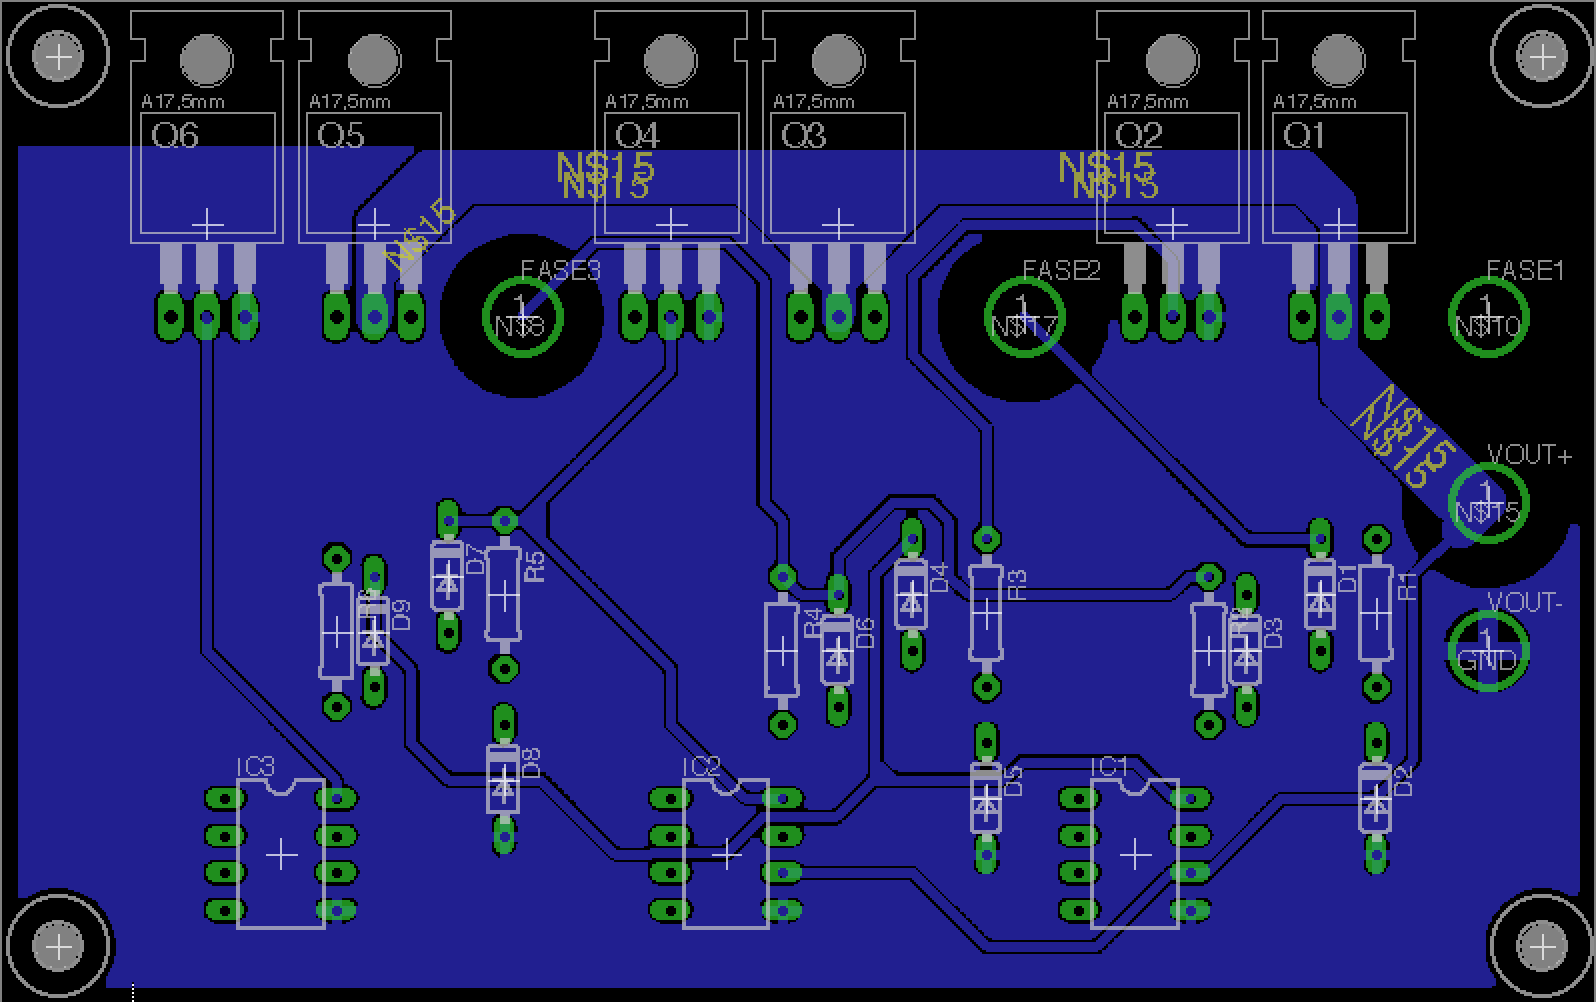 A17,5mm A17,5mm A17,5mm A17,5mm A17,5mm A17,5mm
Q6 Q5 Q4 Q3 Q2 Q1
N$15 N$15
N$15 N$15
N$15
FASE3 FASE2 FASE1
1 1 1
N$8 N$17 N$10
N$15
N$15
VOUT+
1
N$15
D7 R5 D4 R3 D1 R1
D9 R4 D6 D3
VOUT-
1
GND
D8 D5 D2
IC3 IC2 IC1